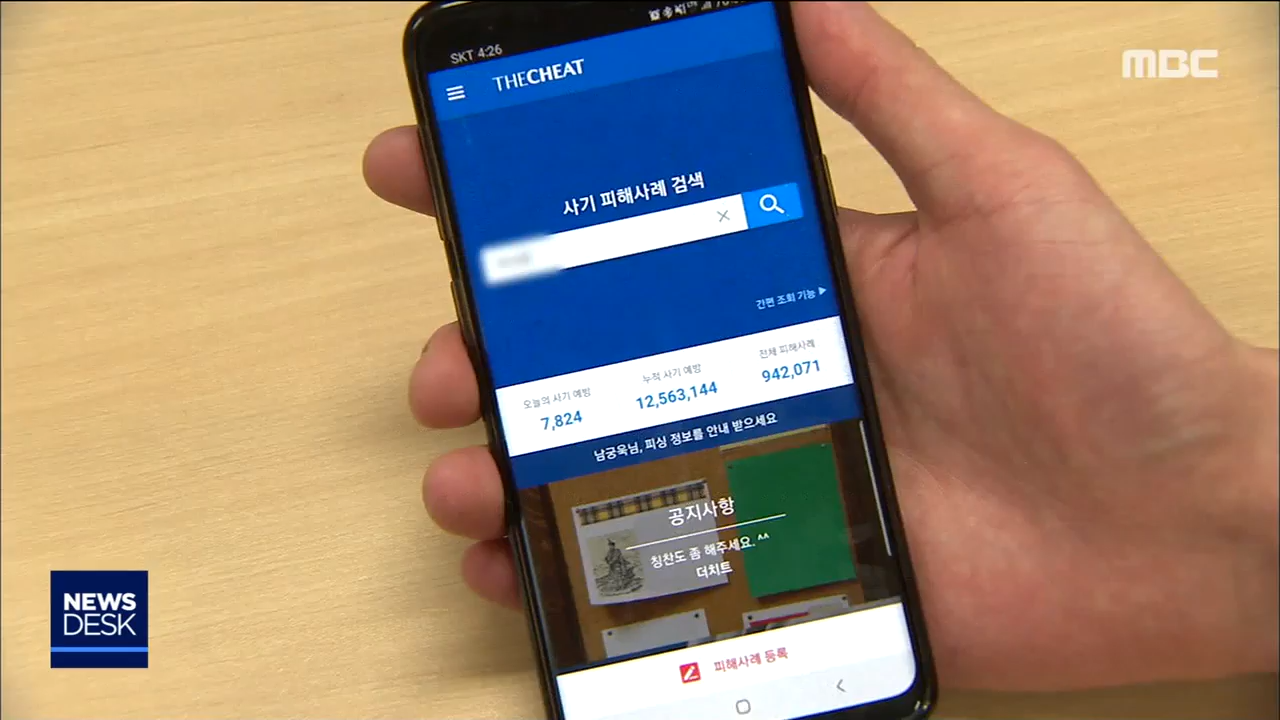 SKT 4:26
MBC
THECHEAT
사기 피해사례 검색
간편 조회 기능 ▶
오늘의 사기 예방
누적 사기 예방
전체 피해사례
7,824
12,563,144
942,071
남궁욱님, 피싱 정보를 안내 받으세요
공지사항
칭찬도 좀 해주세요.^^
더치트
NEWS
DESK
피해사례 등록